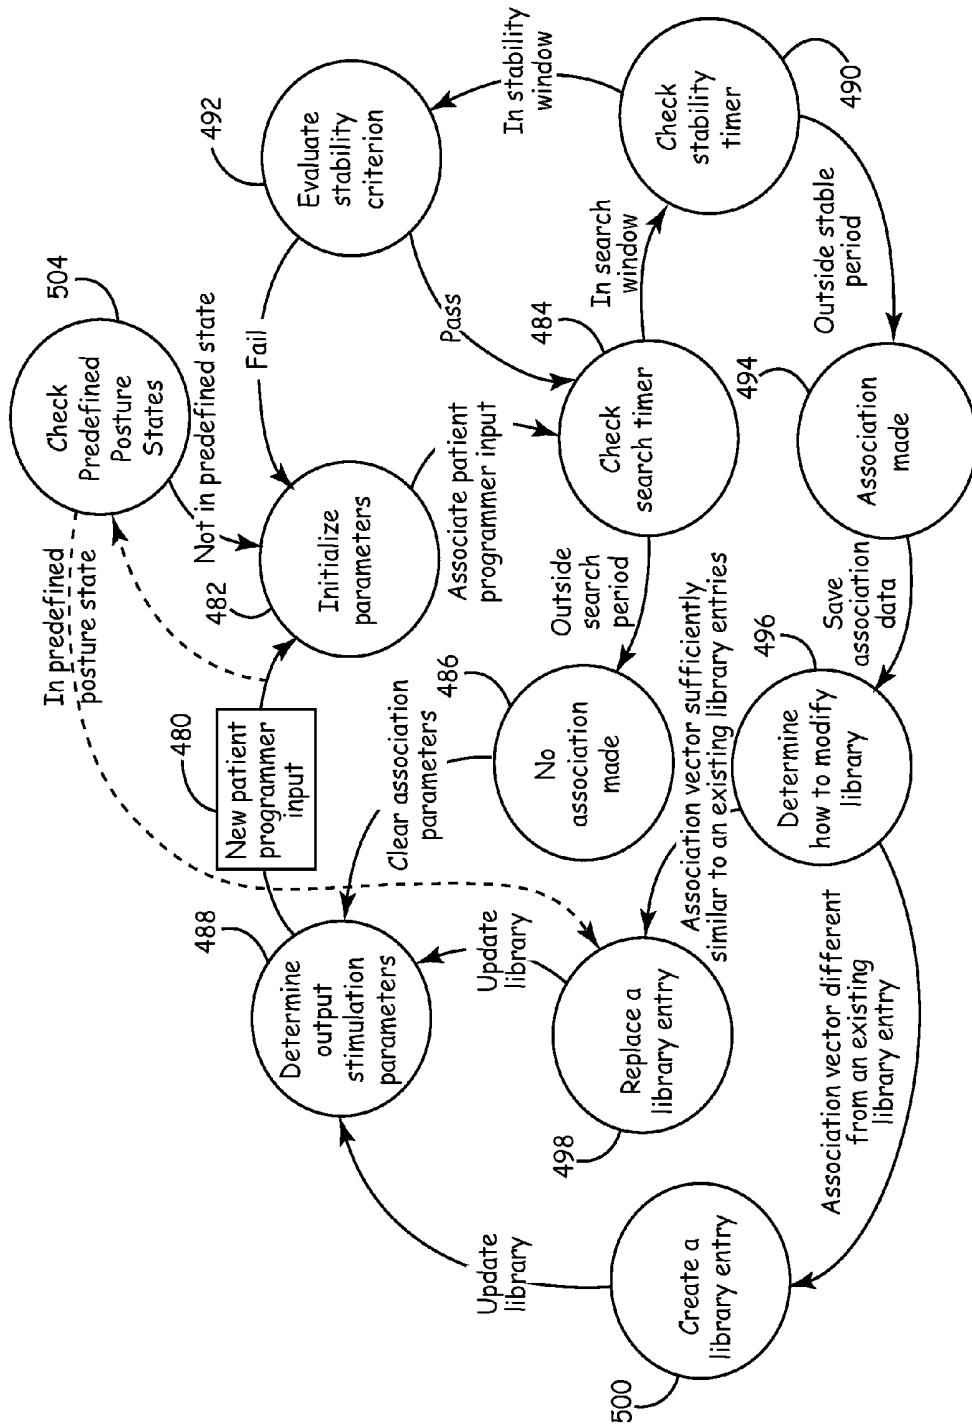 504
Check
Predefined
Posture
States
In predefined
posture state
Not in predefined state
492
Evaluate
stability
criterion
In stability
window
490
Check
stability
timer
Fail
Pass
480
New patient
programmer
input
482
Initialize
parameters
Associate patient
programmer input
484
Check
search timer
In search
window
Outside stable
period
488
Determine
output
stimulation
parameters
Clear association
parameters
486
No
association
made
Outside
search
period
494
Association
made
Save
association
data
496
Determine
how to modify
library
Association vector sufficiently
similar to an existing library entries
Update
library
498
Replace a
library entry
Association vector different
from an existing
library entry
Update
library
500
Create a
library entry